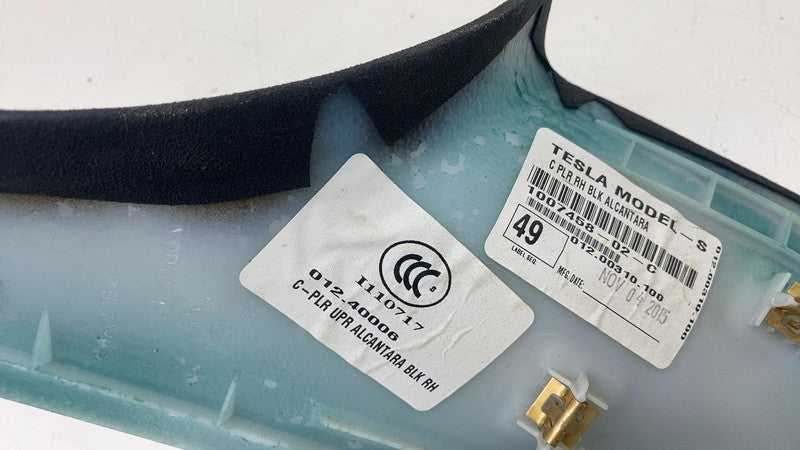 CCC S
I110717
012-40006
C-PLR UPR ALCANTARA BLK RH
TESLA MODEL-S
C PLR RH BLK ALCANTARA
1007458-02-C
012.00310.100
49
LABEL SEQ.
MFG. DATE:
NOV 04 2015